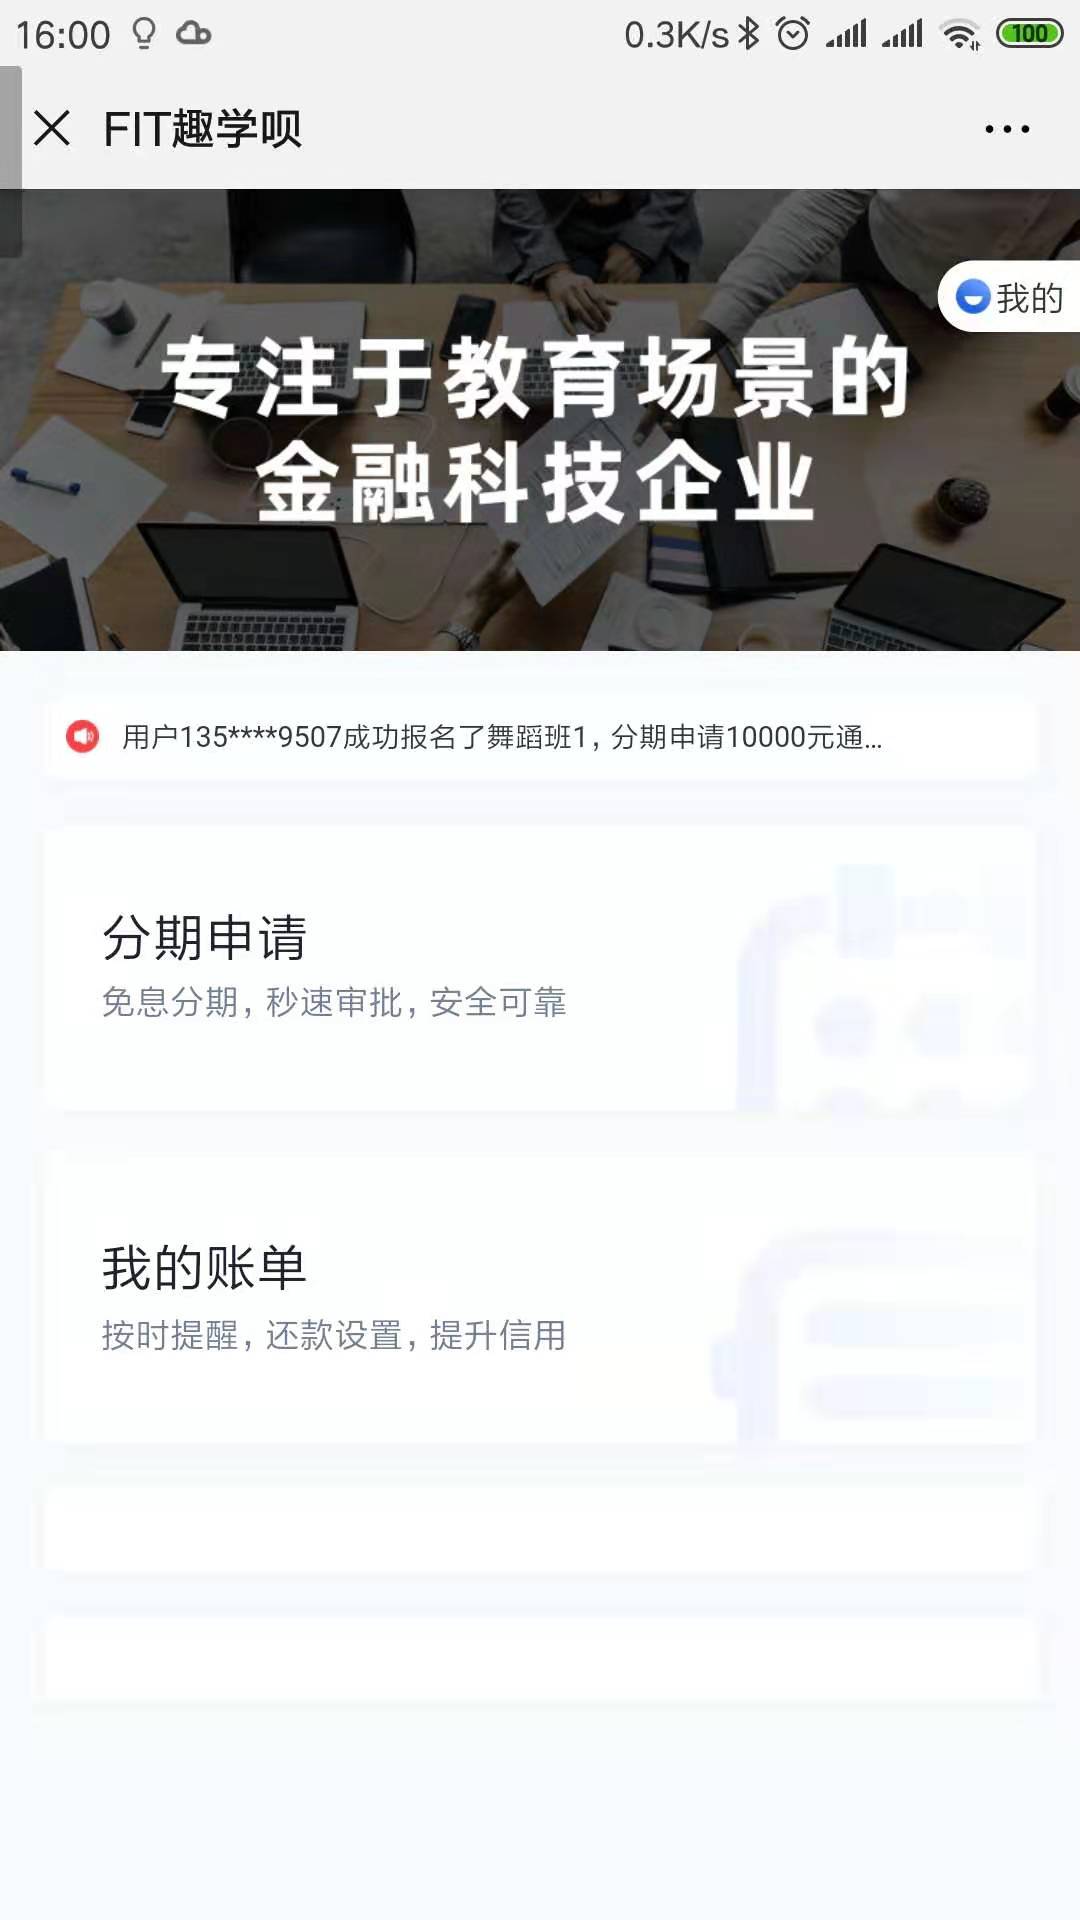 16:00
0.3K/s
100
FIT趣学呗
我的
专注于教育场景的
金融科技企业
用户135****9507成功报名了舞蹈班1, 分期申请10000元通...
分期申请
免息分期, 秒速审批, 安全可靠
我的账单
按时提醒, 还款设置, 提升信用